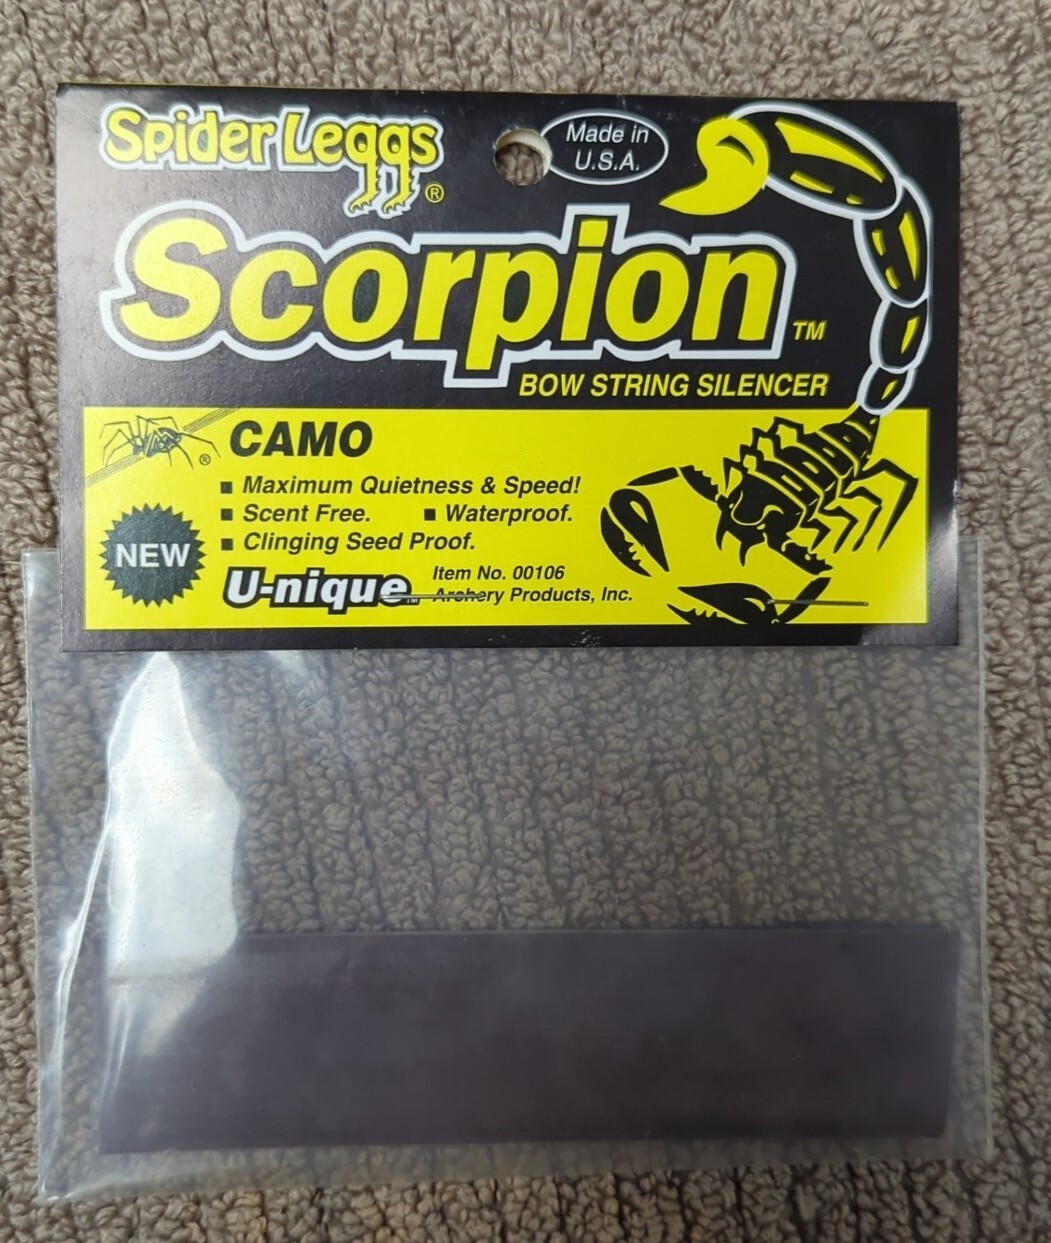 Spider Leggs ®
Made in
U.S.A.
Scorpion TM
BOW STRING SILENCER
CAMO
®
■ Maximum Quietness & Speed!
■ Scent Free. ■ Waterproof.
■ Clinging Seed Proof.
NEW
U-nique TM
Item No. 00106
Archery Products, Inc.